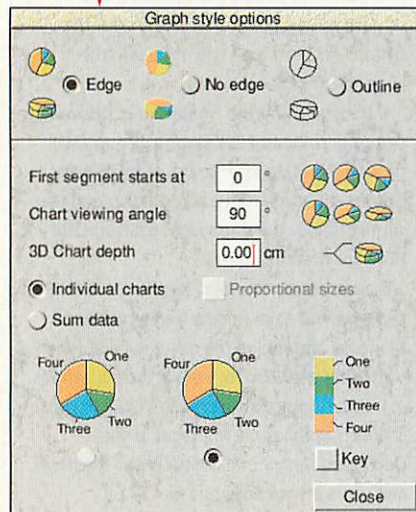 Graph style options
Edge No edge Outline
First segment starts at 0 °
Chart viewing angle 90 °
3D Chart depth 0.00 cm
Individual charts Proportional sizes
Sum data
Four One Four One One
Two
Three
Three Two Three Two Four
Key
Close